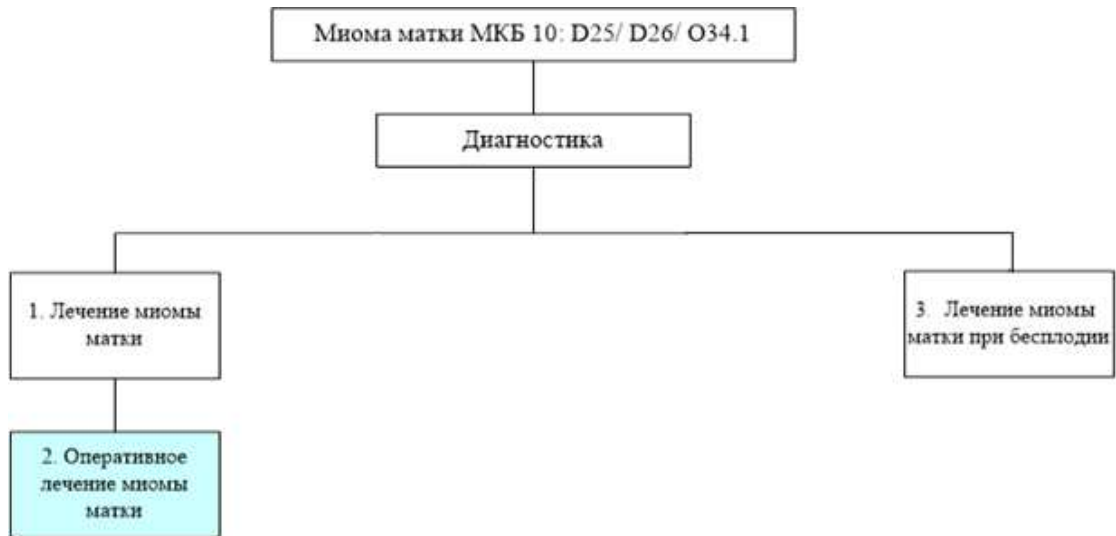 Миома матки МКБ 10: D25/ D26/ O34.1
Диагностика
1. Лечение миомы
матки
3. Лечение миомы
матки при бесплодии
2. Оперативное
лечение миомы
матки